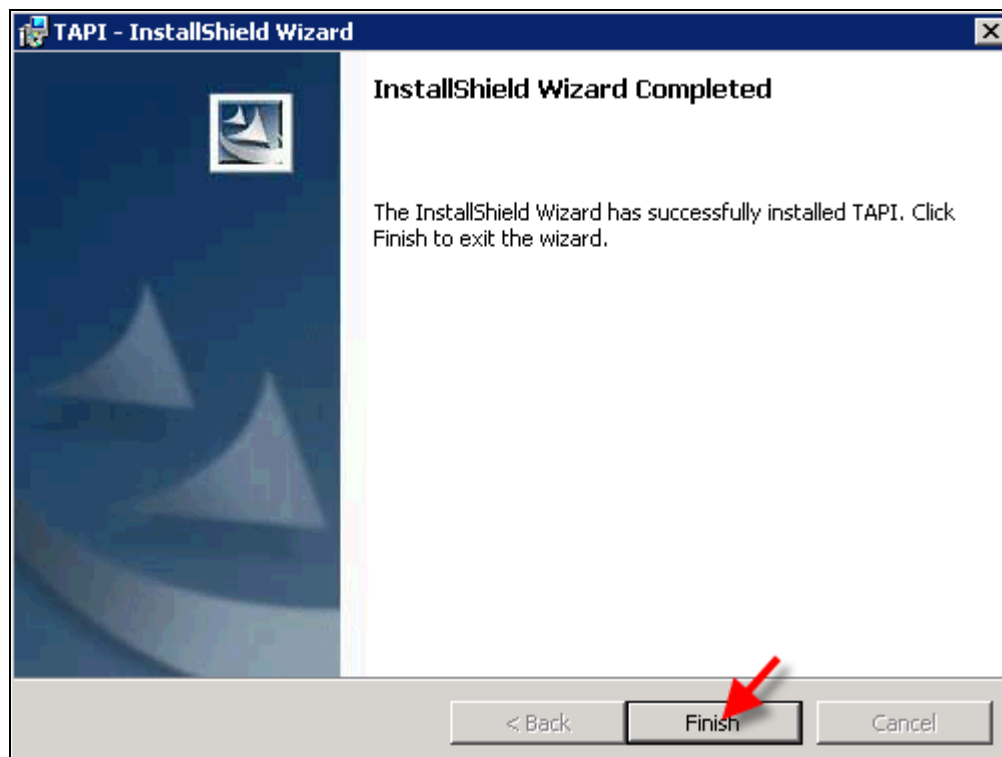 TAPI - InstallShield Wizard
InstallShield Wizard Completed
The InstallShield Wizard has successfully installed TAPI. Click
Finish to exit the wizard.
< Back
Finish
Cancel